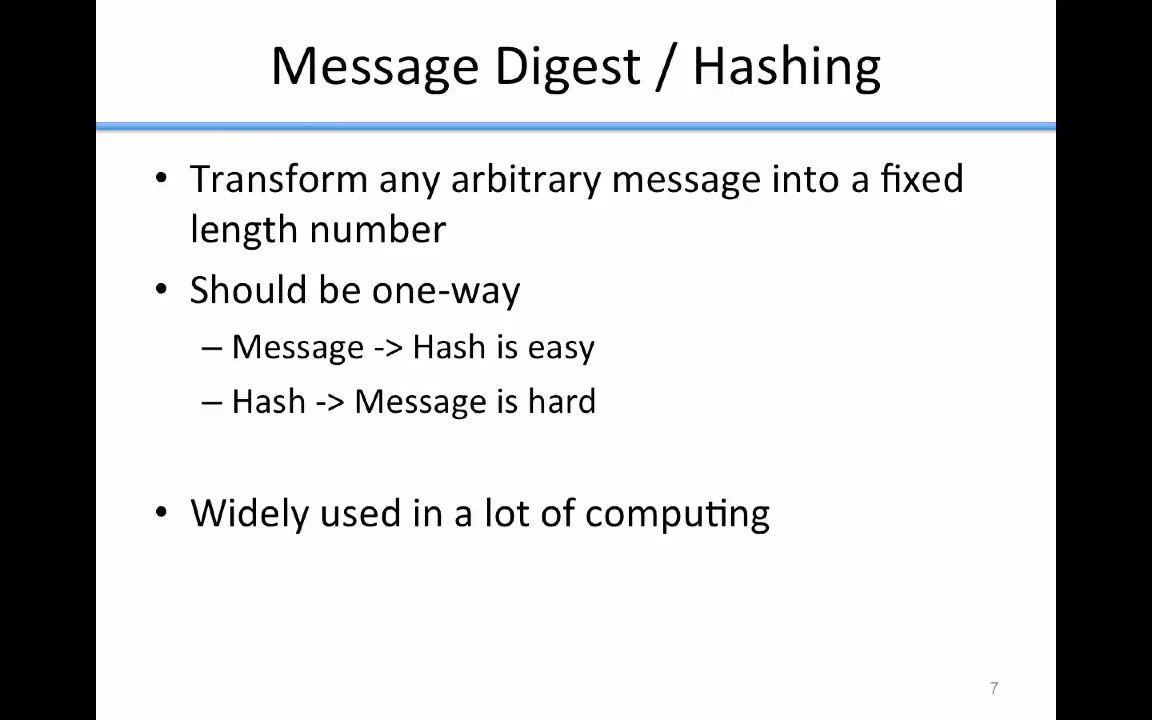 Message Digest / Hashing
• Transform any arbitrary message into a fixed
length number
• Should be one-way
– Message -> Hash is easy
– Hash -> Message is hard
• Widely used in a lot of computing
7